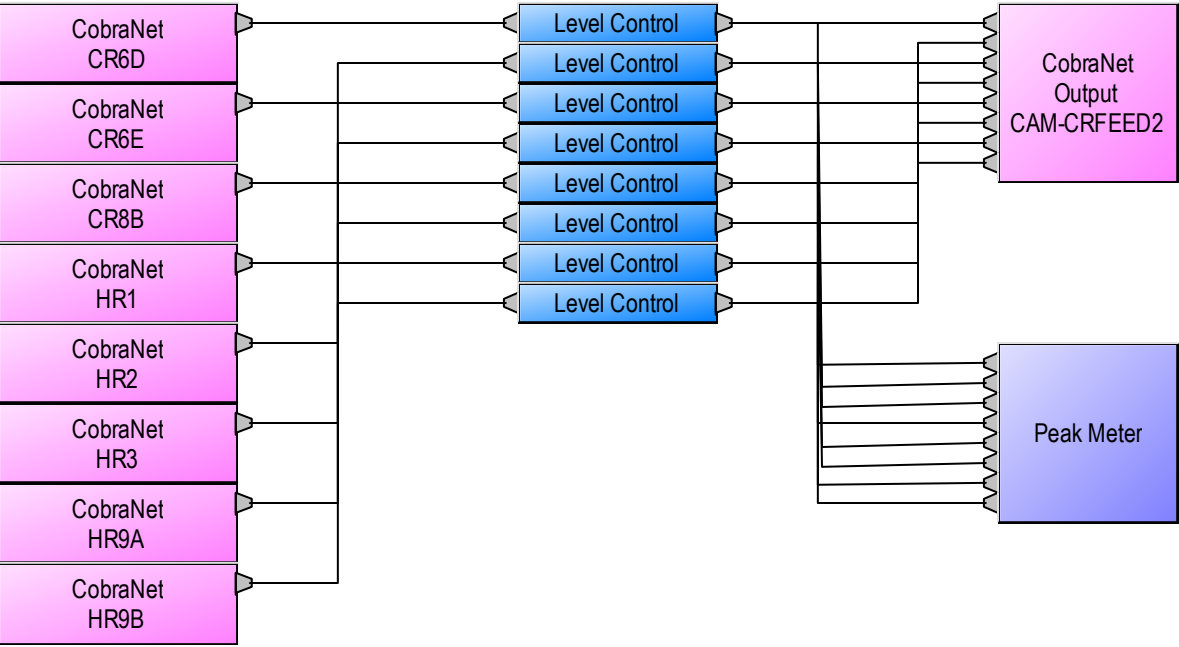 CobraNet
CR6D
CobraNet
CR6E
CobraNet
CR8B
CobraNet
HR1
CobraNet
HR2
CobraNet
HR3
CobraNet
HR9A
CobraNet
HR9B
Level Control
Level Control
Level Control
Level Control
Level Control
Level Control
Level Control
Level Control
CobraNet
Output
CAM-CRFEED2
Peak Meter